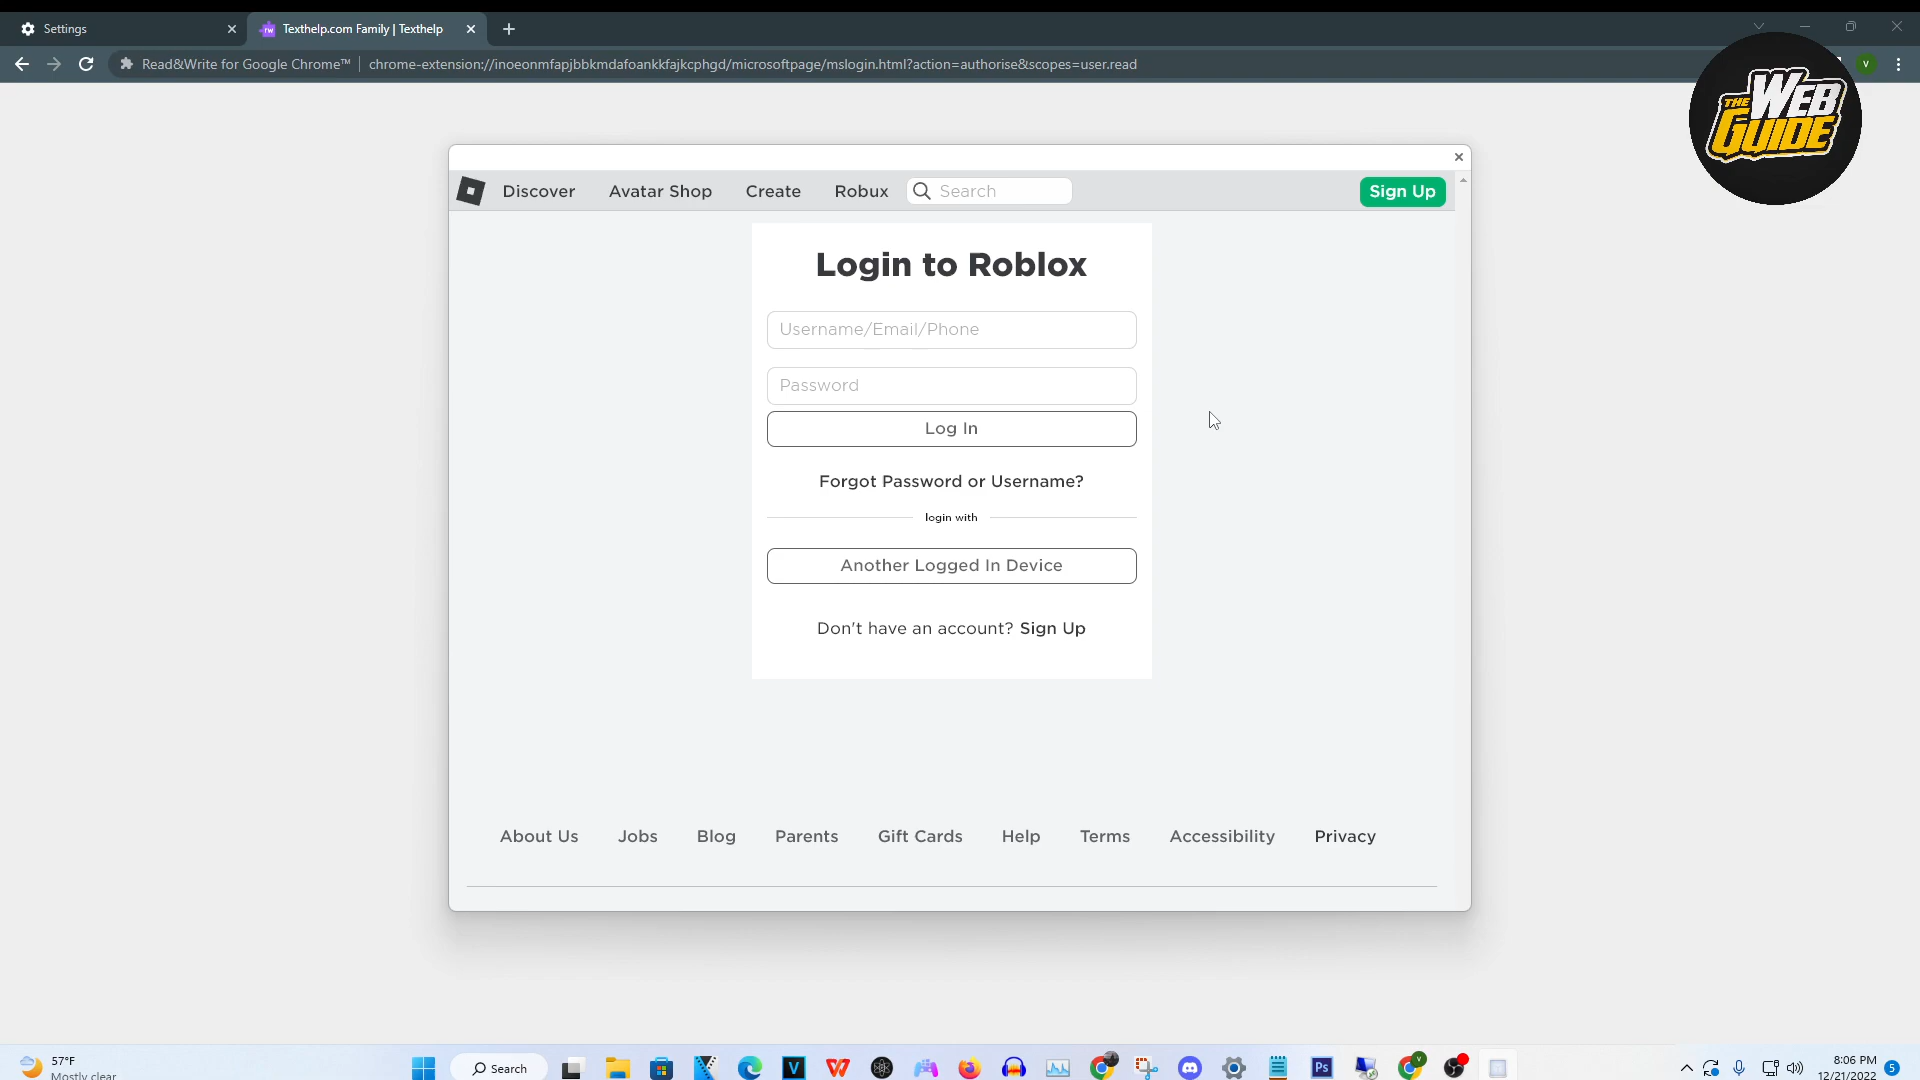 Settings
Texthelp.com Family | Texthelp
Read&Write for Google Chrome™ chrome-extension://inoeonmfapjbbkmdafoankkfajkcphgd/microsoftpage/mslogin.html?action=authorise&scopes=user.read
V
THE WEB GUIDE
Discover Avatar Shop Create Robux Search Sign Up
Login to Roblox
Username/Email/Phone
Password
Log In
Forgot Password or Username?
login with
Another Logged In Device
Don't have an account? Sign Up
About Us Jobs Blog Parents Gift Cards Help Terms Accessibility Privacy
57°F
Mostly clear
Search
Ps
8:06 PM
12/21/2022
5